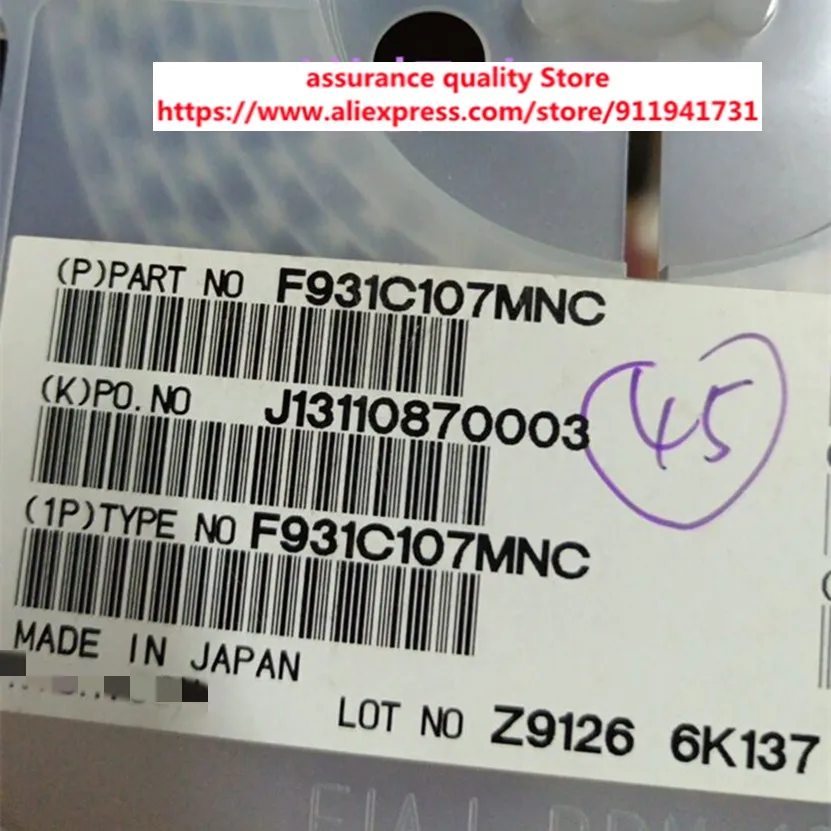 assurance quality Store
https://www.aliexpress.com/store/911941731
(P)PART NO F931C107MNC
(K)PO.NO J13110870003
45
(1P)TYPE NO F931C107MNC
MADE IN JAPAN
LOT NO Z9126 6K137